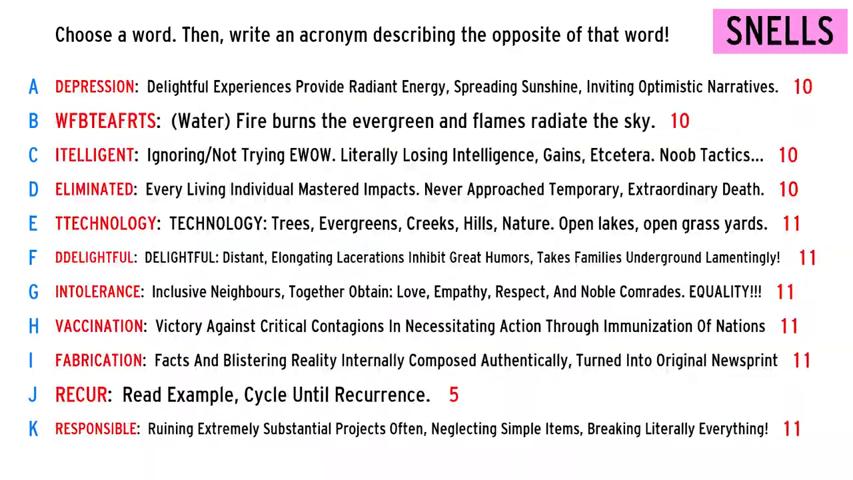 Choose a word. Then, write an acronym describing the opposite of that word!
SNELLS
A DEPRESSION: Delightful Experiences Provide Radiant Energy, Spreading Sunshine, Inviting Optimistic Narratives. 10
B WFBTEAFRTS: (Water) Fire burns the evergreen and flames radiate the sky. 10
C ITELLIGENT: Ignoring/Not Trying EWOW. Literally Losing Intelligence, Gains, Etcetera. Noob Tactics... 10
D ELIMINATED: Every Living Individual Mastered Impacts. Never Approached Temporary, Extraordinary Death. 10
E TTECHNOLOGY: TECHNOLOGY: Trees, Evergreens, Creeks, Hills, Nature. Open lakes, open grass yards. 11
F DDELIGHTFUL: DELIGHTFUL: Distant, Elongating Lacerations Inhibit Great Humors, Takes Families Underground Lamentingly! 11
G INTOLERANCE: Inclusive Neighbours, Together Obtain: Love, Empathy, Respect, And Noble Comrades. EQUALITY!!! 11
H VACCINATION: Victory Against Critical Contagions In Necessitating Action Through Immunization Of Nations 11
I FABRICATION: Facts And Blistering Reality Internally Composed Authentically, Turned Into Original Newsprint 11
J RECUR: Read Example, Cycle Until Recurrence. 5
K RESPONSIBLE: Ruining Extremely Substantial Projects Often, Neglecting Simple Items, Breaking Literally Everything! 11